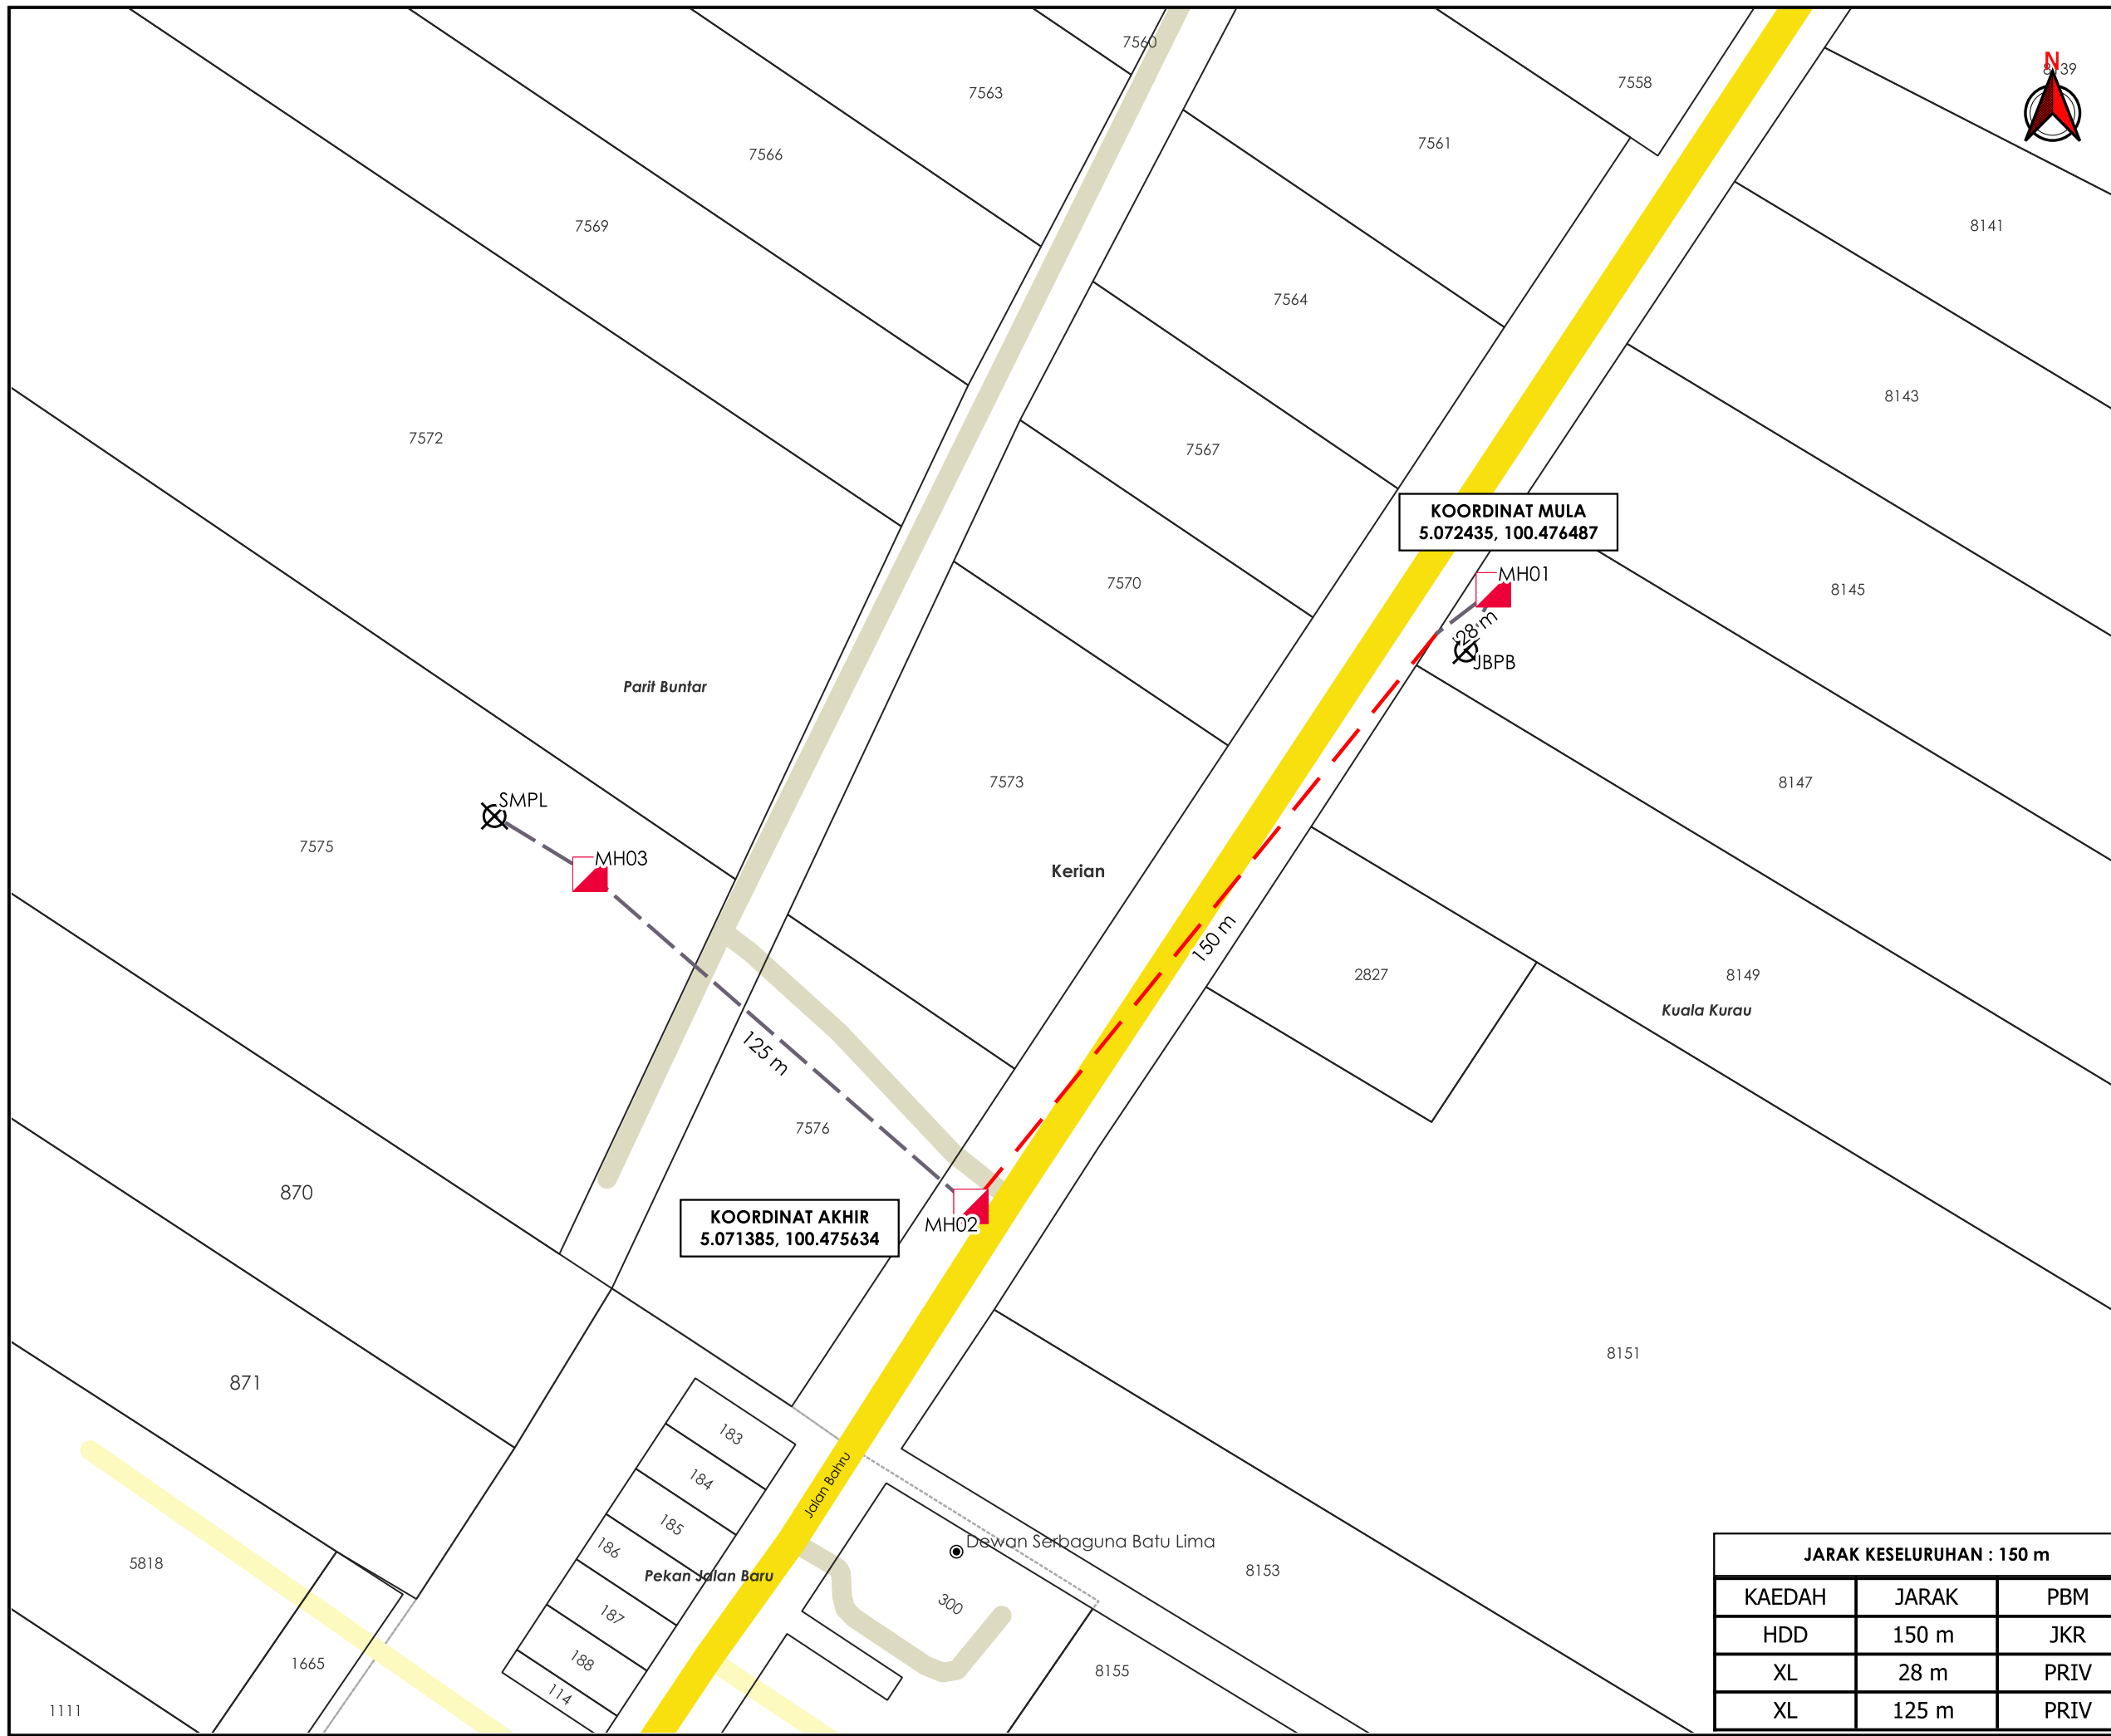 7560
N
7558
8139
7563
7561
7566
8141
7569
7564
8143
7572
7567
KOORDINAT MULA
5.072435, 100.476487
MH01
7570
8145
28 m
JBPB
Parit Buntar
7573
8147
SMPL
7575
MH03
Kerian
150 m
2827
8149
Kuala Kurau
125 m
7576
870
KOORDINAT AKHIR
5.071385, 100.475634
MH02
8151
871
183
184
Jalan Bahru
185
186
Dewan Serbaguna Batu Lima
5818
Pekan Jalan Baru
8153
300
187
188
1665
114
8155
1111
JARAK KESELURUHAN : 150 m
KAEDAH JARAK PBM
HDD 150 m JKR
XL 28 m PRIV
XL 125 m PRIV